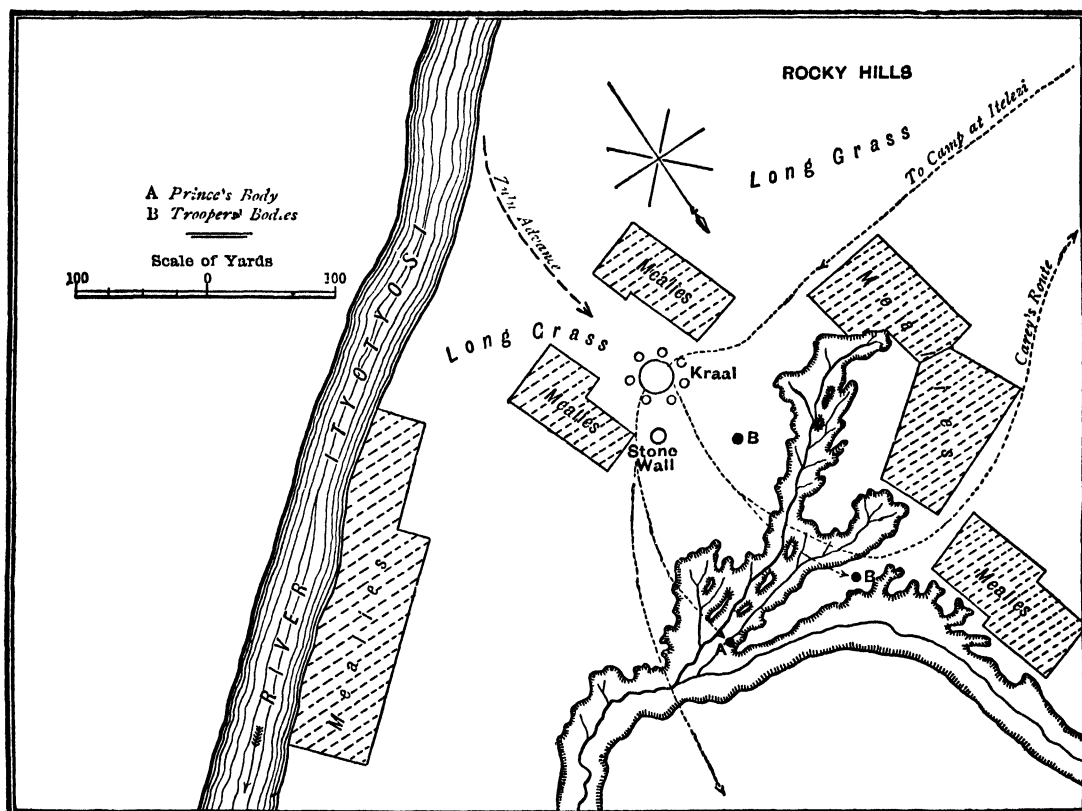 ROCKY HILLS
Long Grass
To Camp at Itelezi
A Prince's Body
B Troopers' Bodies
Scale of Yards
100 0 100
Zulu Advance
Mealies
Mealies
Carey's Route
Long Grass
Kraal
Mealies
B
Stone
Wall
RIVER ITYOTYOSI
Mealies
B
Mealies
A